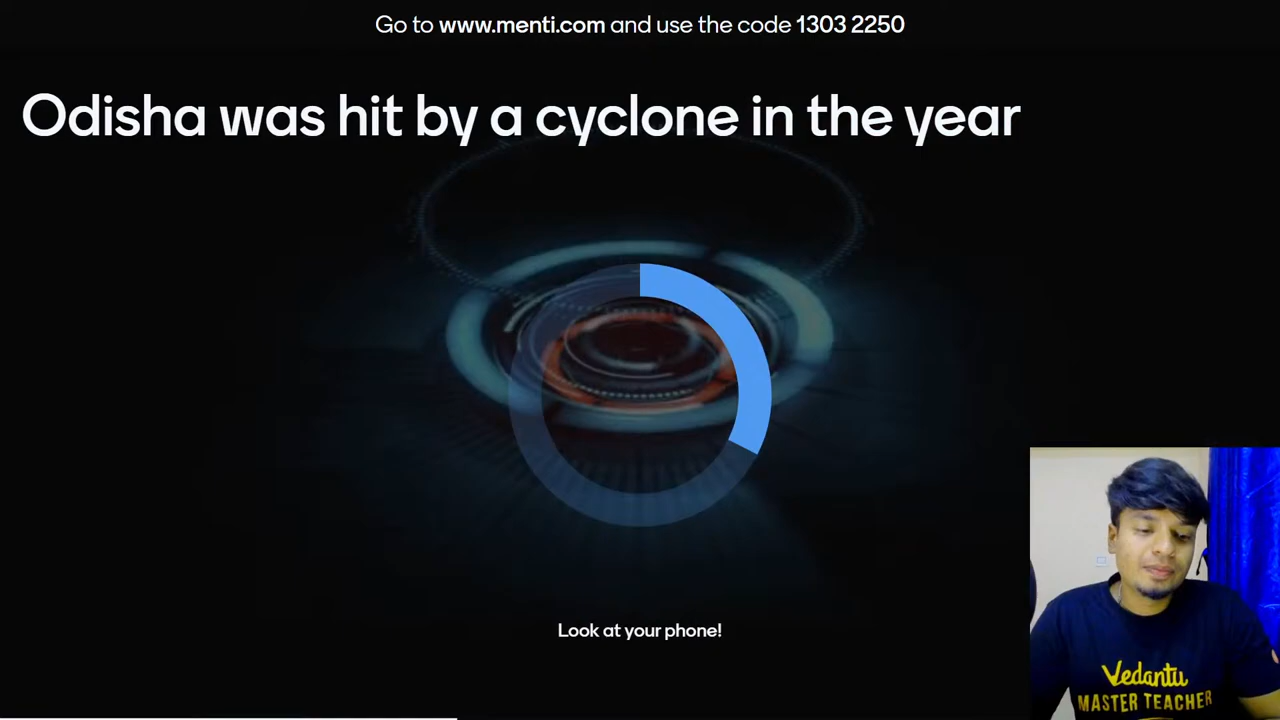 Go to www.menti.com and use the code 1303 2250
Odisha was hit by a cyclone in the year
Look at your phone!
Vedantu
MASTER TEACHER